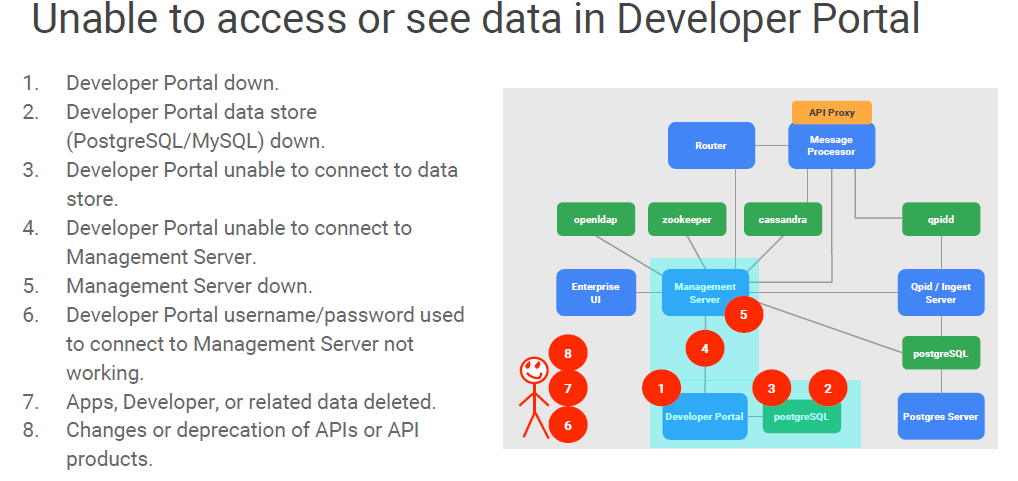 Unable to access or see data in Developer Portal
1. Developer Portal down.
2. Developer Portal data store
(PostgreSQL/MySQL) down.
3. Developer Portal unable to connect to data
store.
4. Developer Portal unable to connect to
Management Server.
5. Management Server down.
6. Developer Portal username/password used
to connect to Management Server not
working.
7. Apps, Developer, or related data deleted.
8. Changes or deprecation of APIs or API
products.
API Proxy
Router
Message
Processor
openldap
zookeeper
cassandra
qpidd
Enterprise
UI
Management
Server
5
Qpid / Ingest
Server
4
postgreSQL
8
7
6
1
3
2
Developer Portal
postgreSQL
Postgres Server